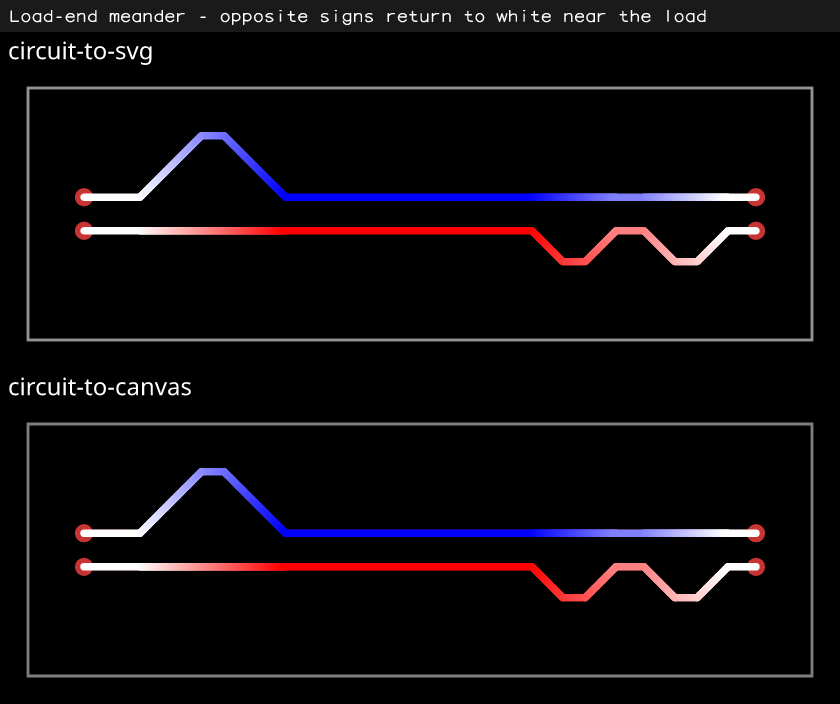 Load-end meander - opposite signs return to white near the load
circuit-to-svg
circuit-to-canvas